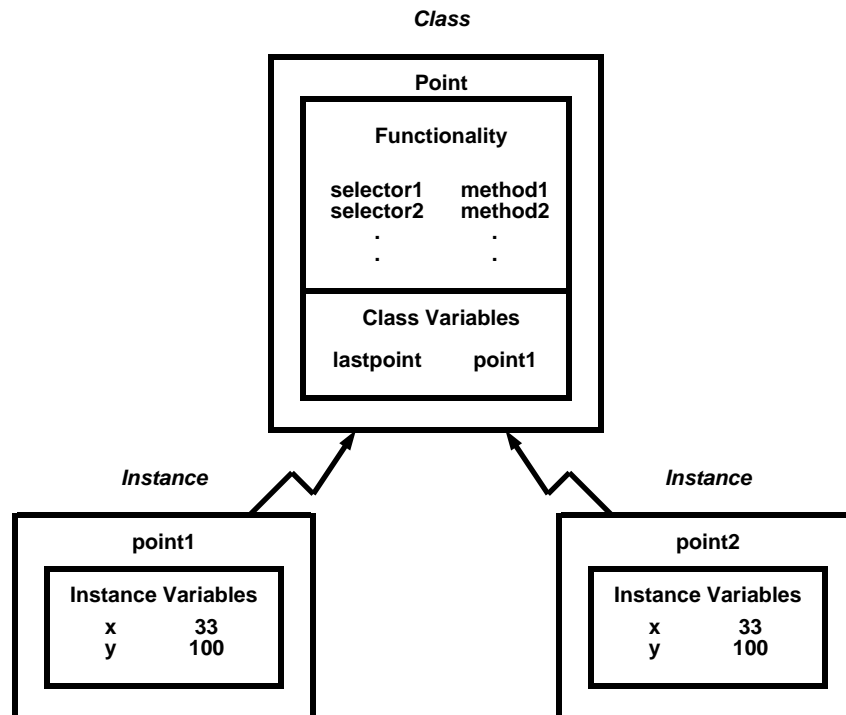 Class
Point
Functionality
selector1 method1
selector2 method2
. .
. .
Class Variables
lastpoint point1
Instance
point1
Instance Variables
x 33
y 100
Instance
point2
Instance Variables
x 33
y 100